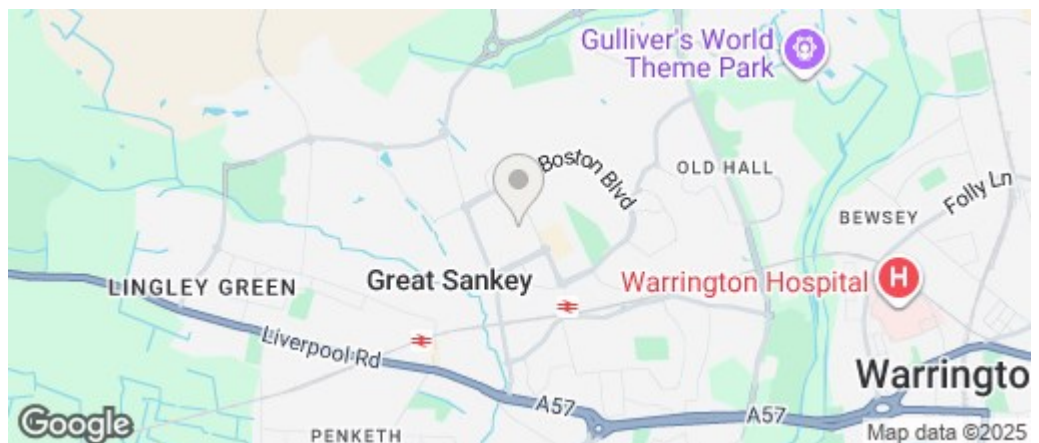 Gulliver's World
Theme Park
Boston Blvd
OLD HALL
Folly Ln
BEWSEY
Great Sankey
Warrington Hospital
H
LINGLEY GREEN
Liverpool Rd
Warringto
A57
A57
PENKETH
Google
Map data ©2025